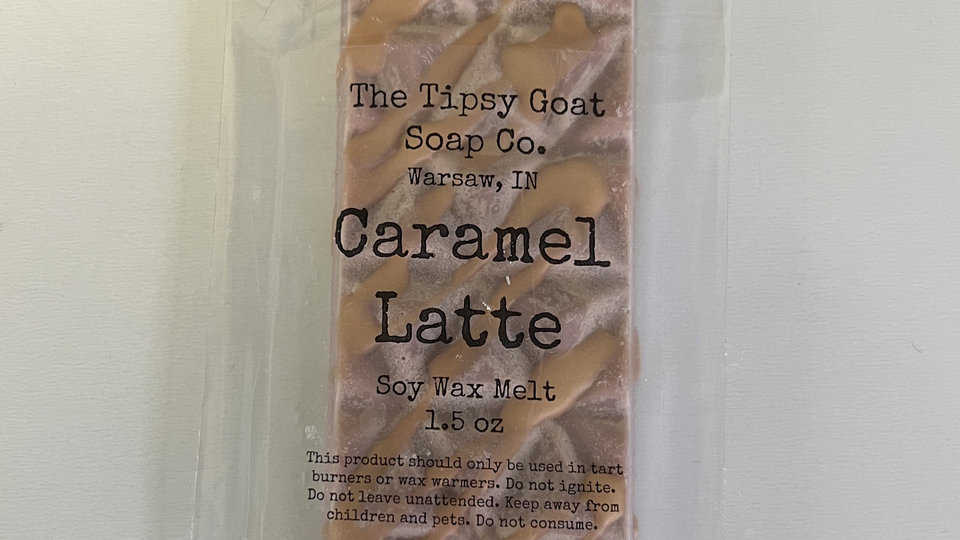 The Tipsy Goat
Soap Co.
Warsaw, IN
Caramel
Latte
Soy Wax Melt
1.5 oz
This product should only be used in tart
burners or wax warmers. Do not ignite.
Do not leave unattended. Keep away from
children and pets. Do not consume.